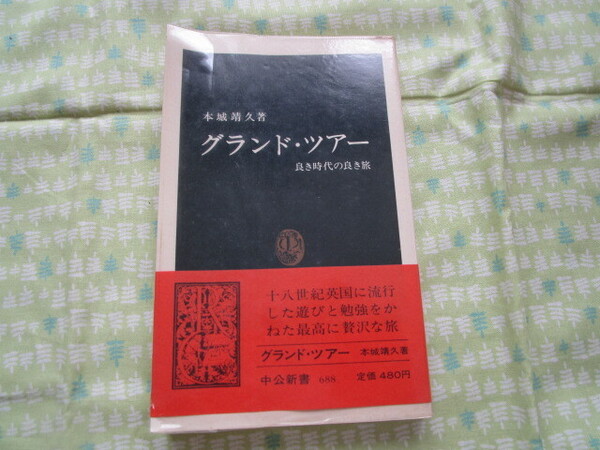 本城靖久著
グランド・ツアー
良き時代の良き旅
十八世紀英国に流行
した遊びと勉強をか
ねた最高に贅沢な旅
グランド・ツアー 本城靖久著
中公新書 688 定価 480円